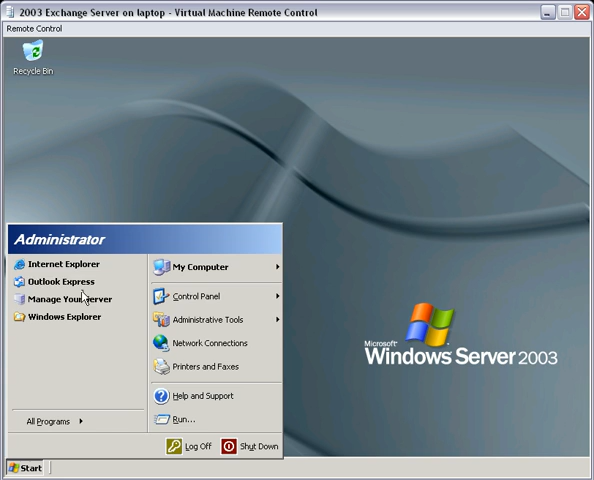 2003 Exchange Server on laptop - Virtual Machine Remote Control
Remote Control
Recycle Bin
Administrator
Internet Explorer
Outlook Express
Manage Your Server
Windows Explorer
All Programs
My Computer
Control Panel
Administrative Tools
Network Connections
Printers and Faxes
Help and Support
Run...
Log Off
Shut Down
Microsoft
Windows Server 2003
Start